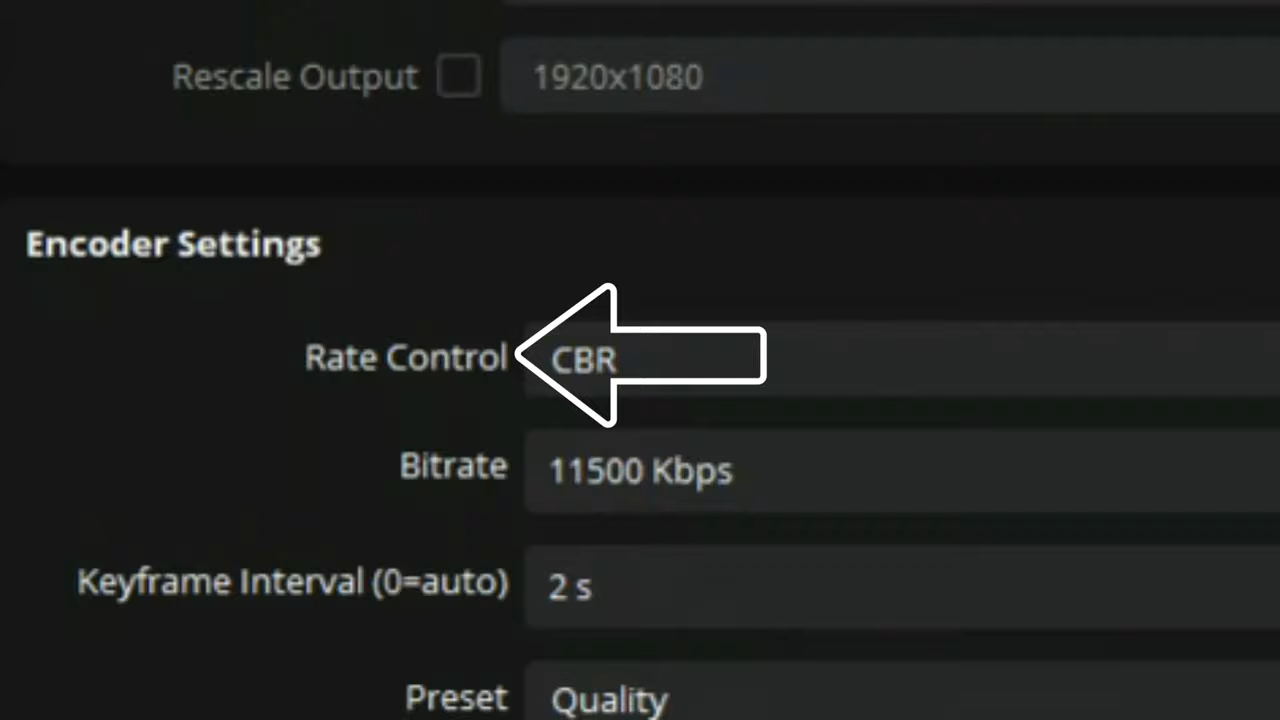 Rescale Output 1920x1080
Encoder Settings
Rate Control CBR
Bitrate 11500 Kbps
Keyframe Interval (0=auto) 2 s
Preset Quality